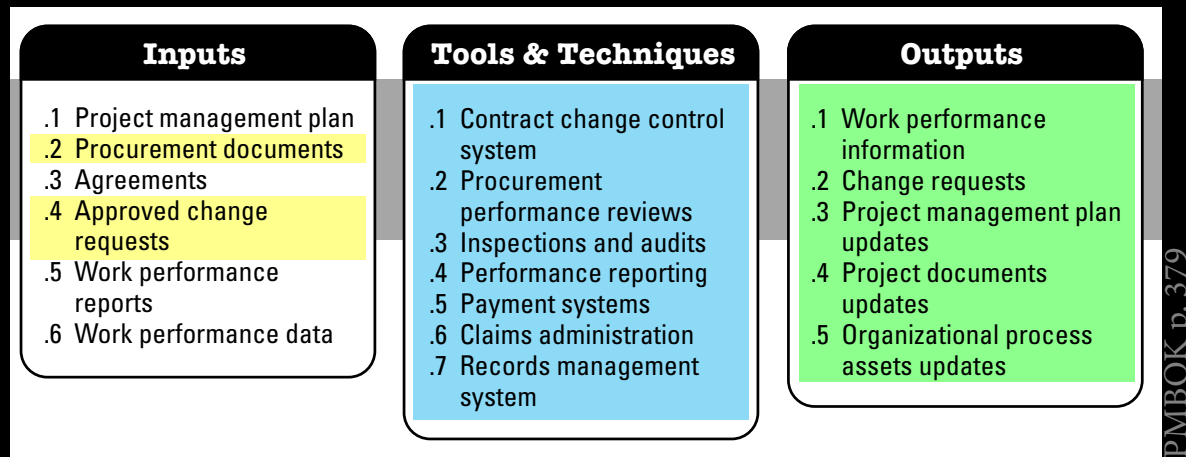 Inputs
.1 Project management plan
.2 Procurement documents
.3 Agreements
.4 Approved change
requests
.5 Work performance
reports
.6 Work performance data
Tools & Techniques
.1 Contract change control
system
.2 Procurement
performance reviews
.3 Inspections and audits
.4 Performance reporting
.5 Payment systems
.6 Claims administration
.7 Records management
system
Outputs
.1 Work performance
information
.2 Change requests
.3 Project management plan
updates
.4 Project documents
updates
.5 Organizational process
assets updates
PMBOK p. 379